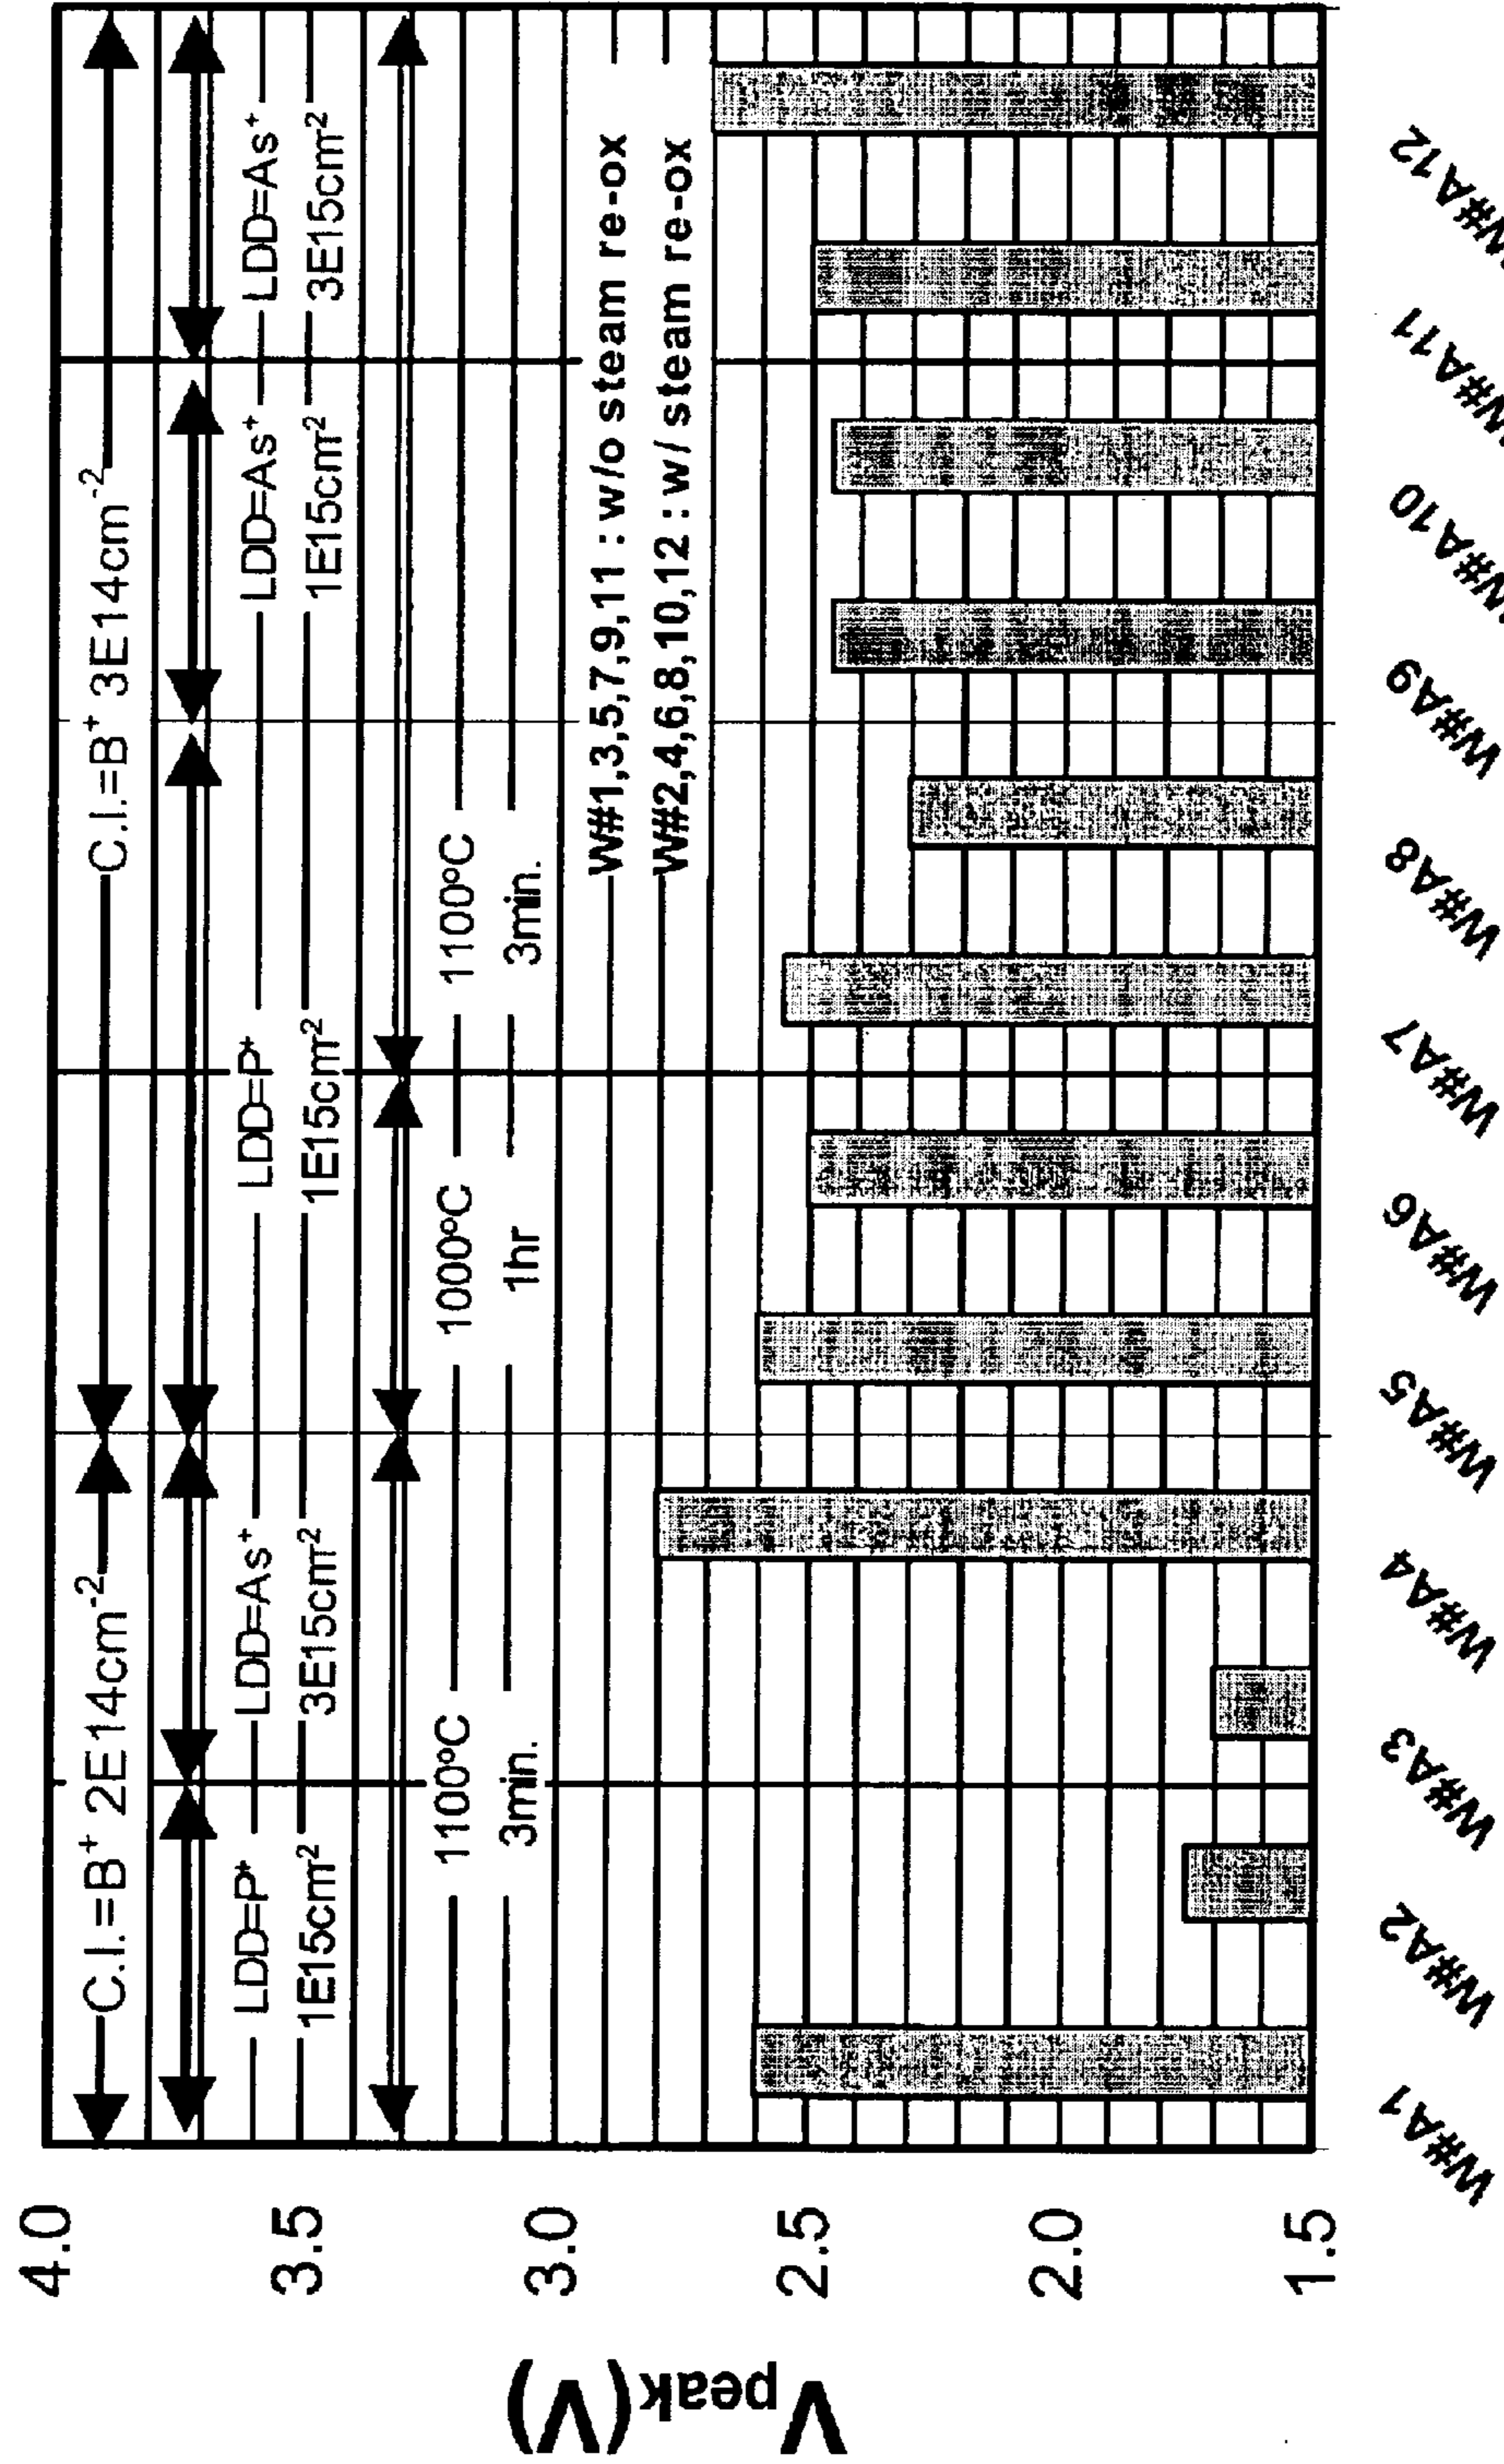 C.I.=B⁺ 2E14cm⁻²
C.I.=B⁺ 3E14cm⁻²
LDD=P⁺
1E15cm²
LDD=As⁺
3E15cm²
LDD=P⁺
1E15cm²
LDD=As⁺
1E15cm²
LDD=As⁺
3E15cm²
1100ºC
3min.
1000ºC
1hr
1100ºC
3min.
W#1,3,5,7,9,11 : w/o steam re-ox
W#2,4,6,8,10,12 : w/ steam re-ox
Vpeak(V)
4.0
3.5
3.0
2.5
2.0
1.5
W#A1
W#A2
W#A3
W#A4
W#A5
W#A6
W#A7
W#A8
W#A9
W#A10
W#A11
W#A12